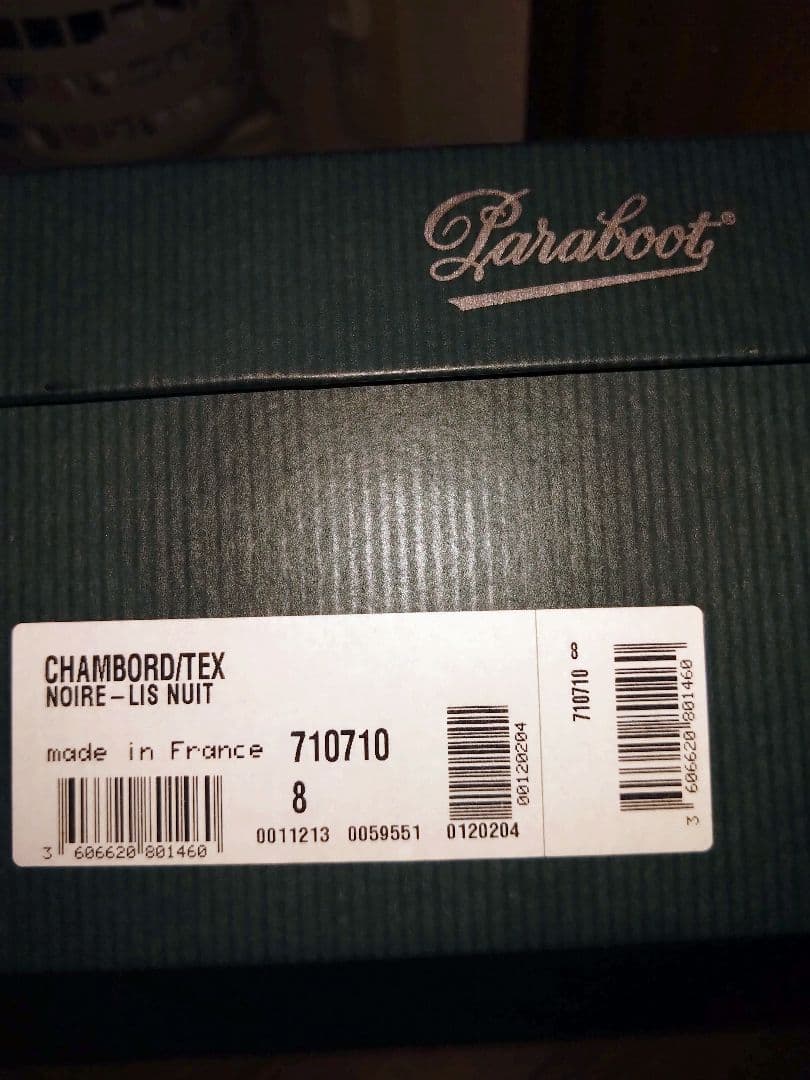 Paraboot®
CHAMBORD/TEX
NOIRE-LIS NUIT
made in France 710710
8
3 606620 801460
0011213 0059551 0120204
00120204
710710 8
3 606620 801460